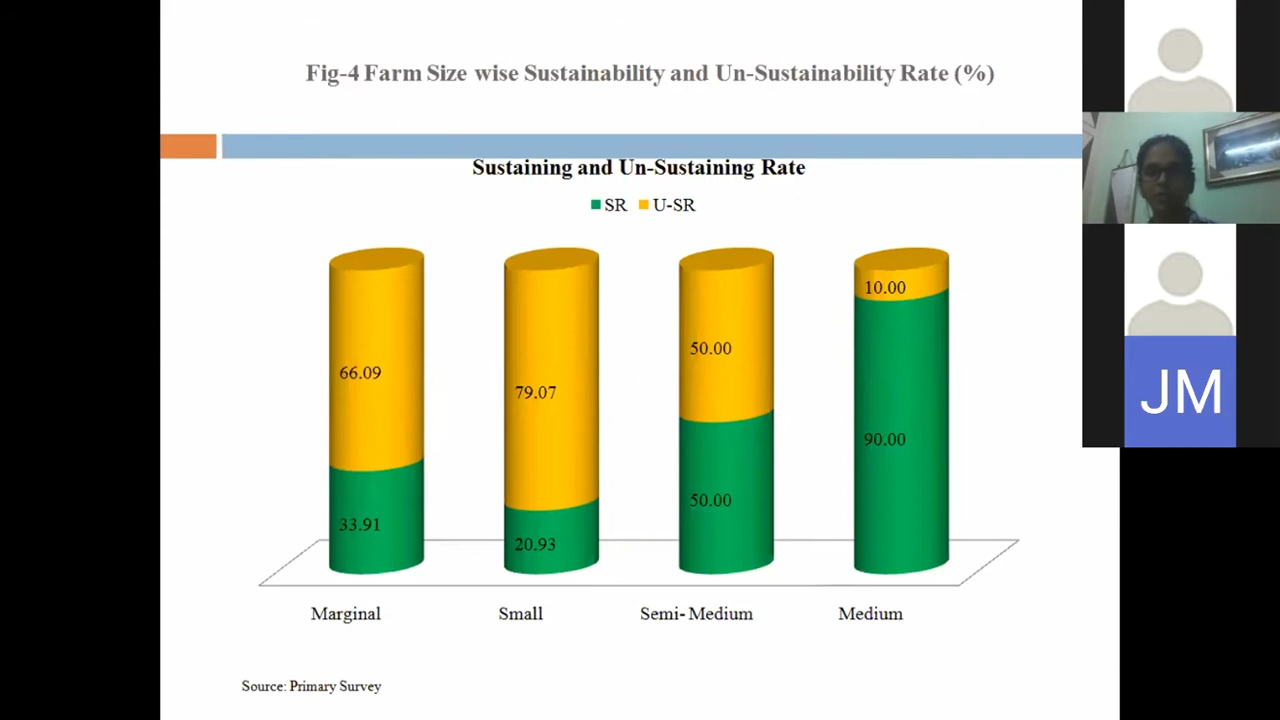 Fig-4 Farm Size wise Sustainability and Un-Sustainability Rate (%)
Sustaining and Un-Sustaining Rate
SR U-SR
10.00
50.00
66.09
79.07
90.00
50.00
33.91
20.93
Marginal Small Semi- Medium Medium
Source: Primary Survey
JM